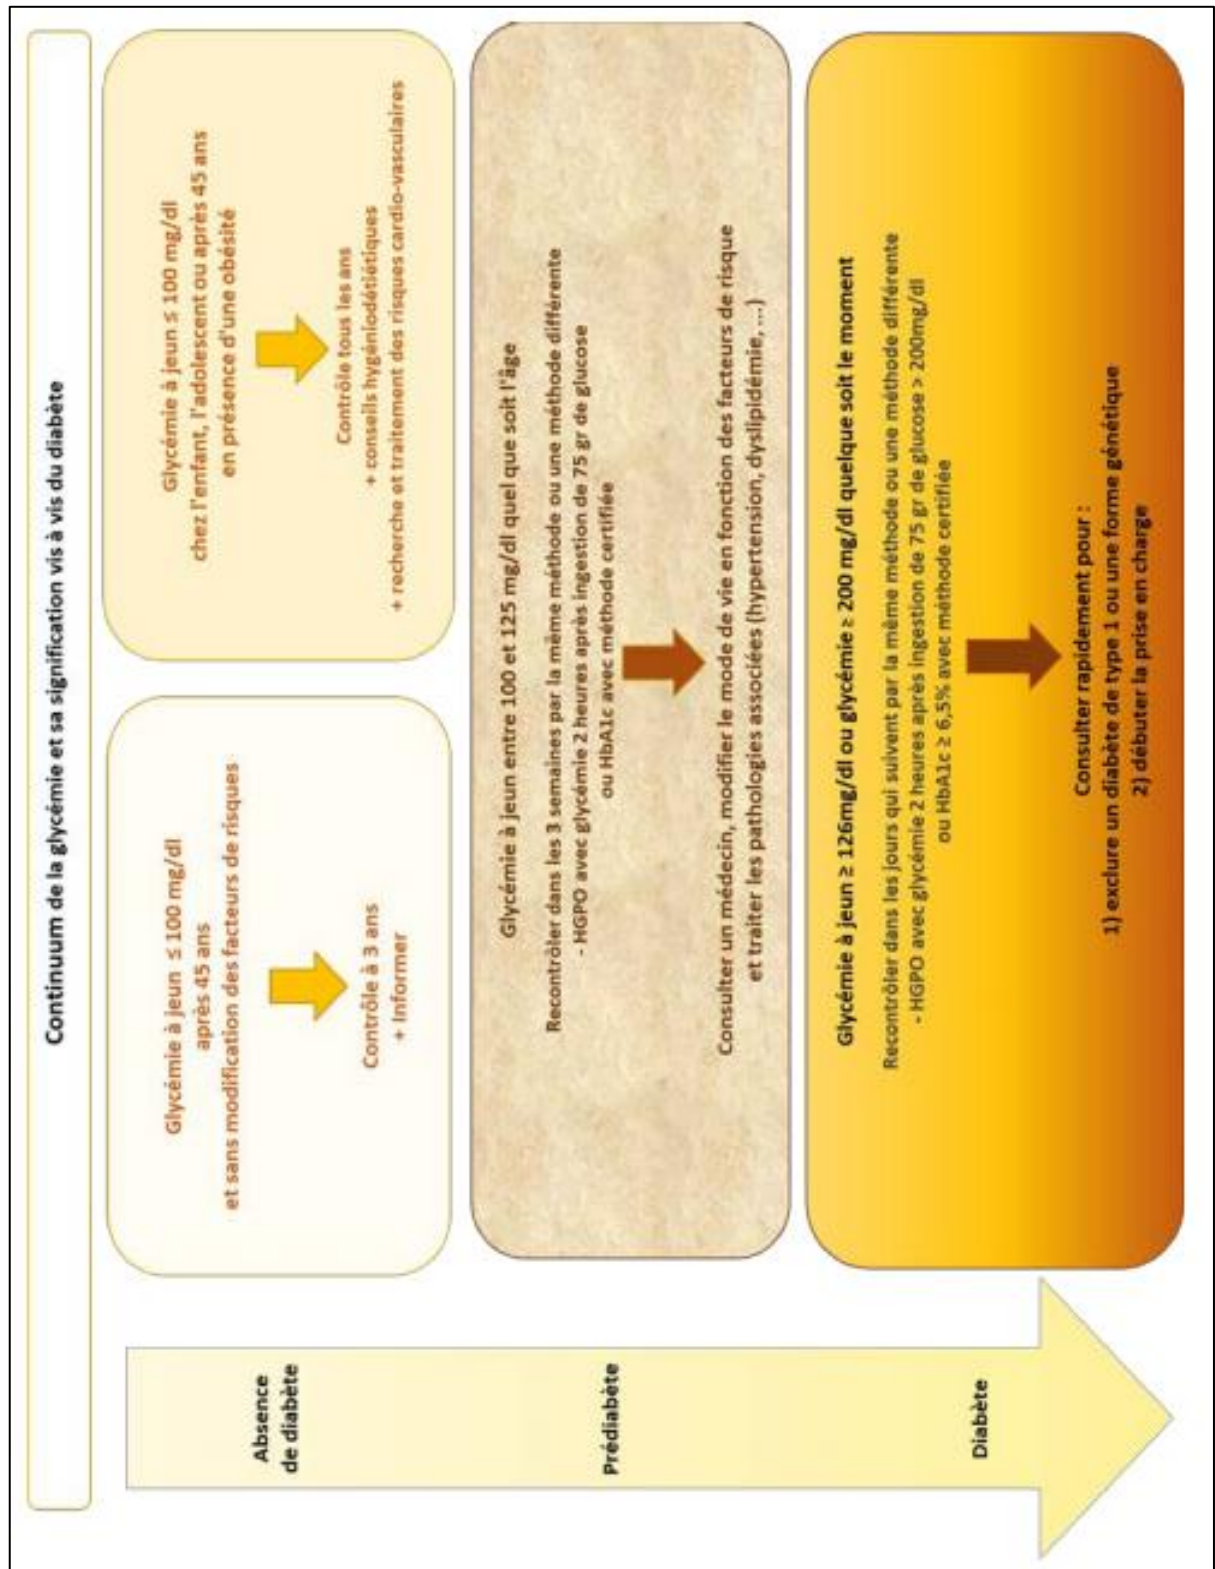 Continuum de la glycémie et sa signification vis à vis du diabète
Absence
de diabète
Glycémie à jeun ≤ 100 mg/dl
après 45 ans
et sans modification des facteurs de risques
Contrôle à 3 ans
+ Informer
Glycémie à jeun ≤ 100 mg/dl
chez l'enfant, l'adolescent ou après 45 ans
en présence d'une obésité
Contrôle tous les ans
+ conseils hygéniodétiétiques
+ recherche et traitement des risques cardio-vasculaires
Prédiabète
Glycémie à jeun entre 100 et 125 mg/dl quel que soit l'âge
Recontrôler dans les 3 semaines par la même méthode ou une méthode différente
- HGPO avec glycémie 2 heures après ingestion de 75 gr de glucose
ou HbA1c avec méthode certifiée
Consulter un médecin, modifier le mode de vie en fonction des facteurs de risque
et traiter les pathologies associées (hypertension, dyslipidémie, ...)
Diabète
Glycémie à jeun ≥ 126mg/dl ou glycémie ≥ 200 mg/dl quelque soit le moment
Recontrôler dans les jours qui suivent par la même méthode ou une méthode différente
- HGPO avec glycémie 2 heures après ingestion de 75 gr de glucose > 200mg/dl
ou HbA1c ≥ 6,5% avec méthode certifiée
Consulter rapidement pour :
1) exclure un diabète de type 1 ou une forme génétique
2) débuter la prise en charge